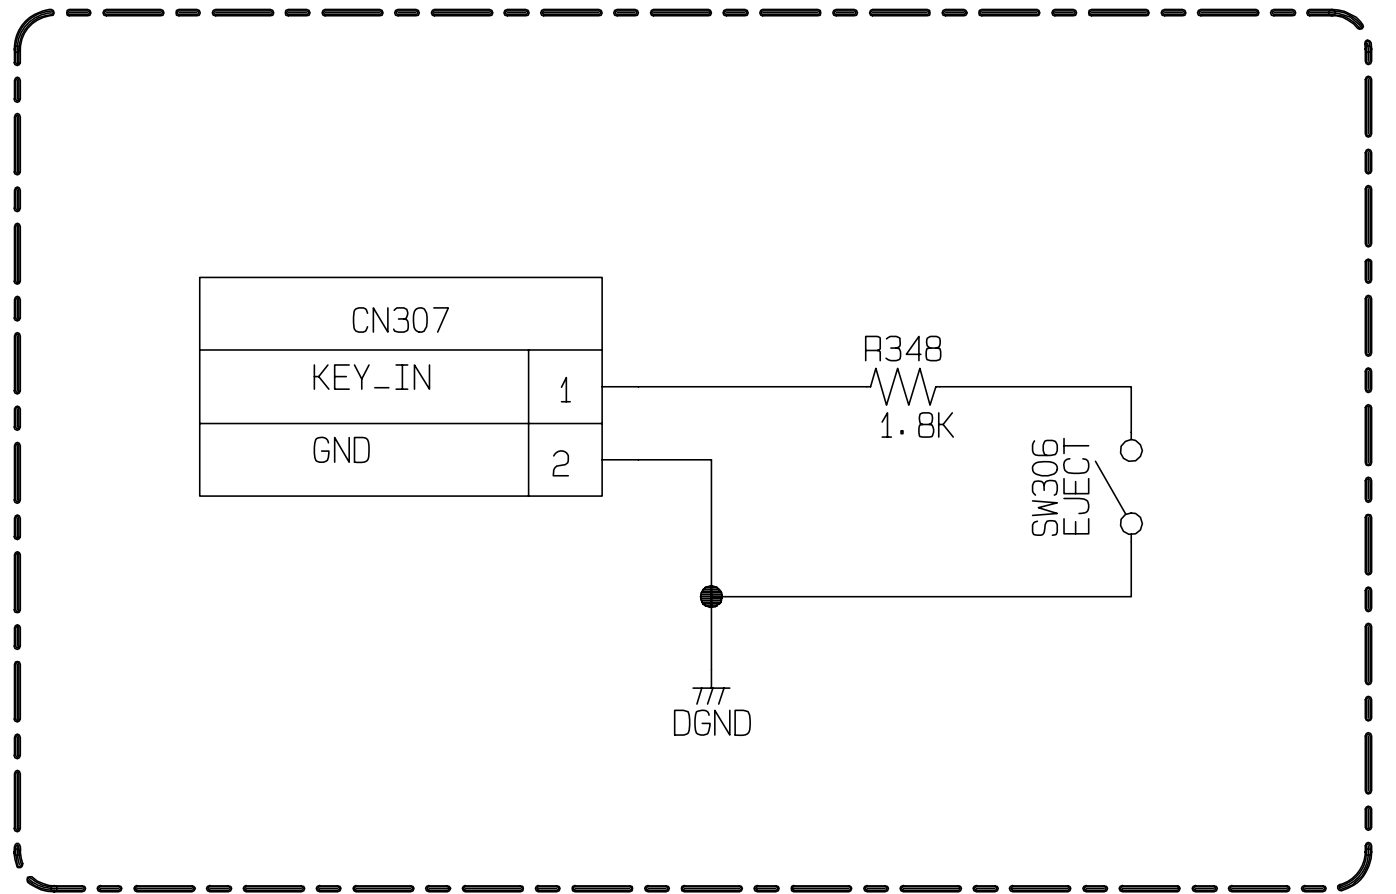 CN307
KEY_IN 1
GND 2
R348
1.8K
SW306
EJECT
DGND